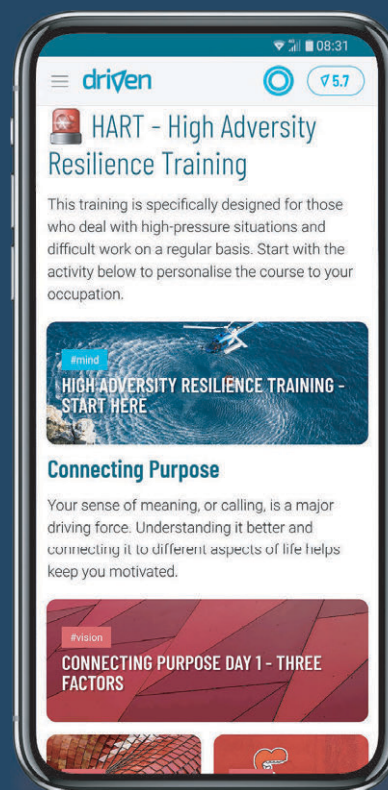 08:31
driven
5.7
HART - High Adversity
Resilience Training
This training is specifically designed for those
who deal with high-pressure situations and
difficult work on a regular basis. Start with the
activity below to personalise the course to your
occupation.
#mind
HIGH ADVERSITY RESILIENCE TRAINING -
START HERE
Connecting Purpose
Your sense of meaning, or calling, is a major
driving force. Understanding it better and
connecting it to different aspects of life helps
keep you motivated.
#vision
CONNECTING PURPOSE DAY 1 - THREE
FACTORS